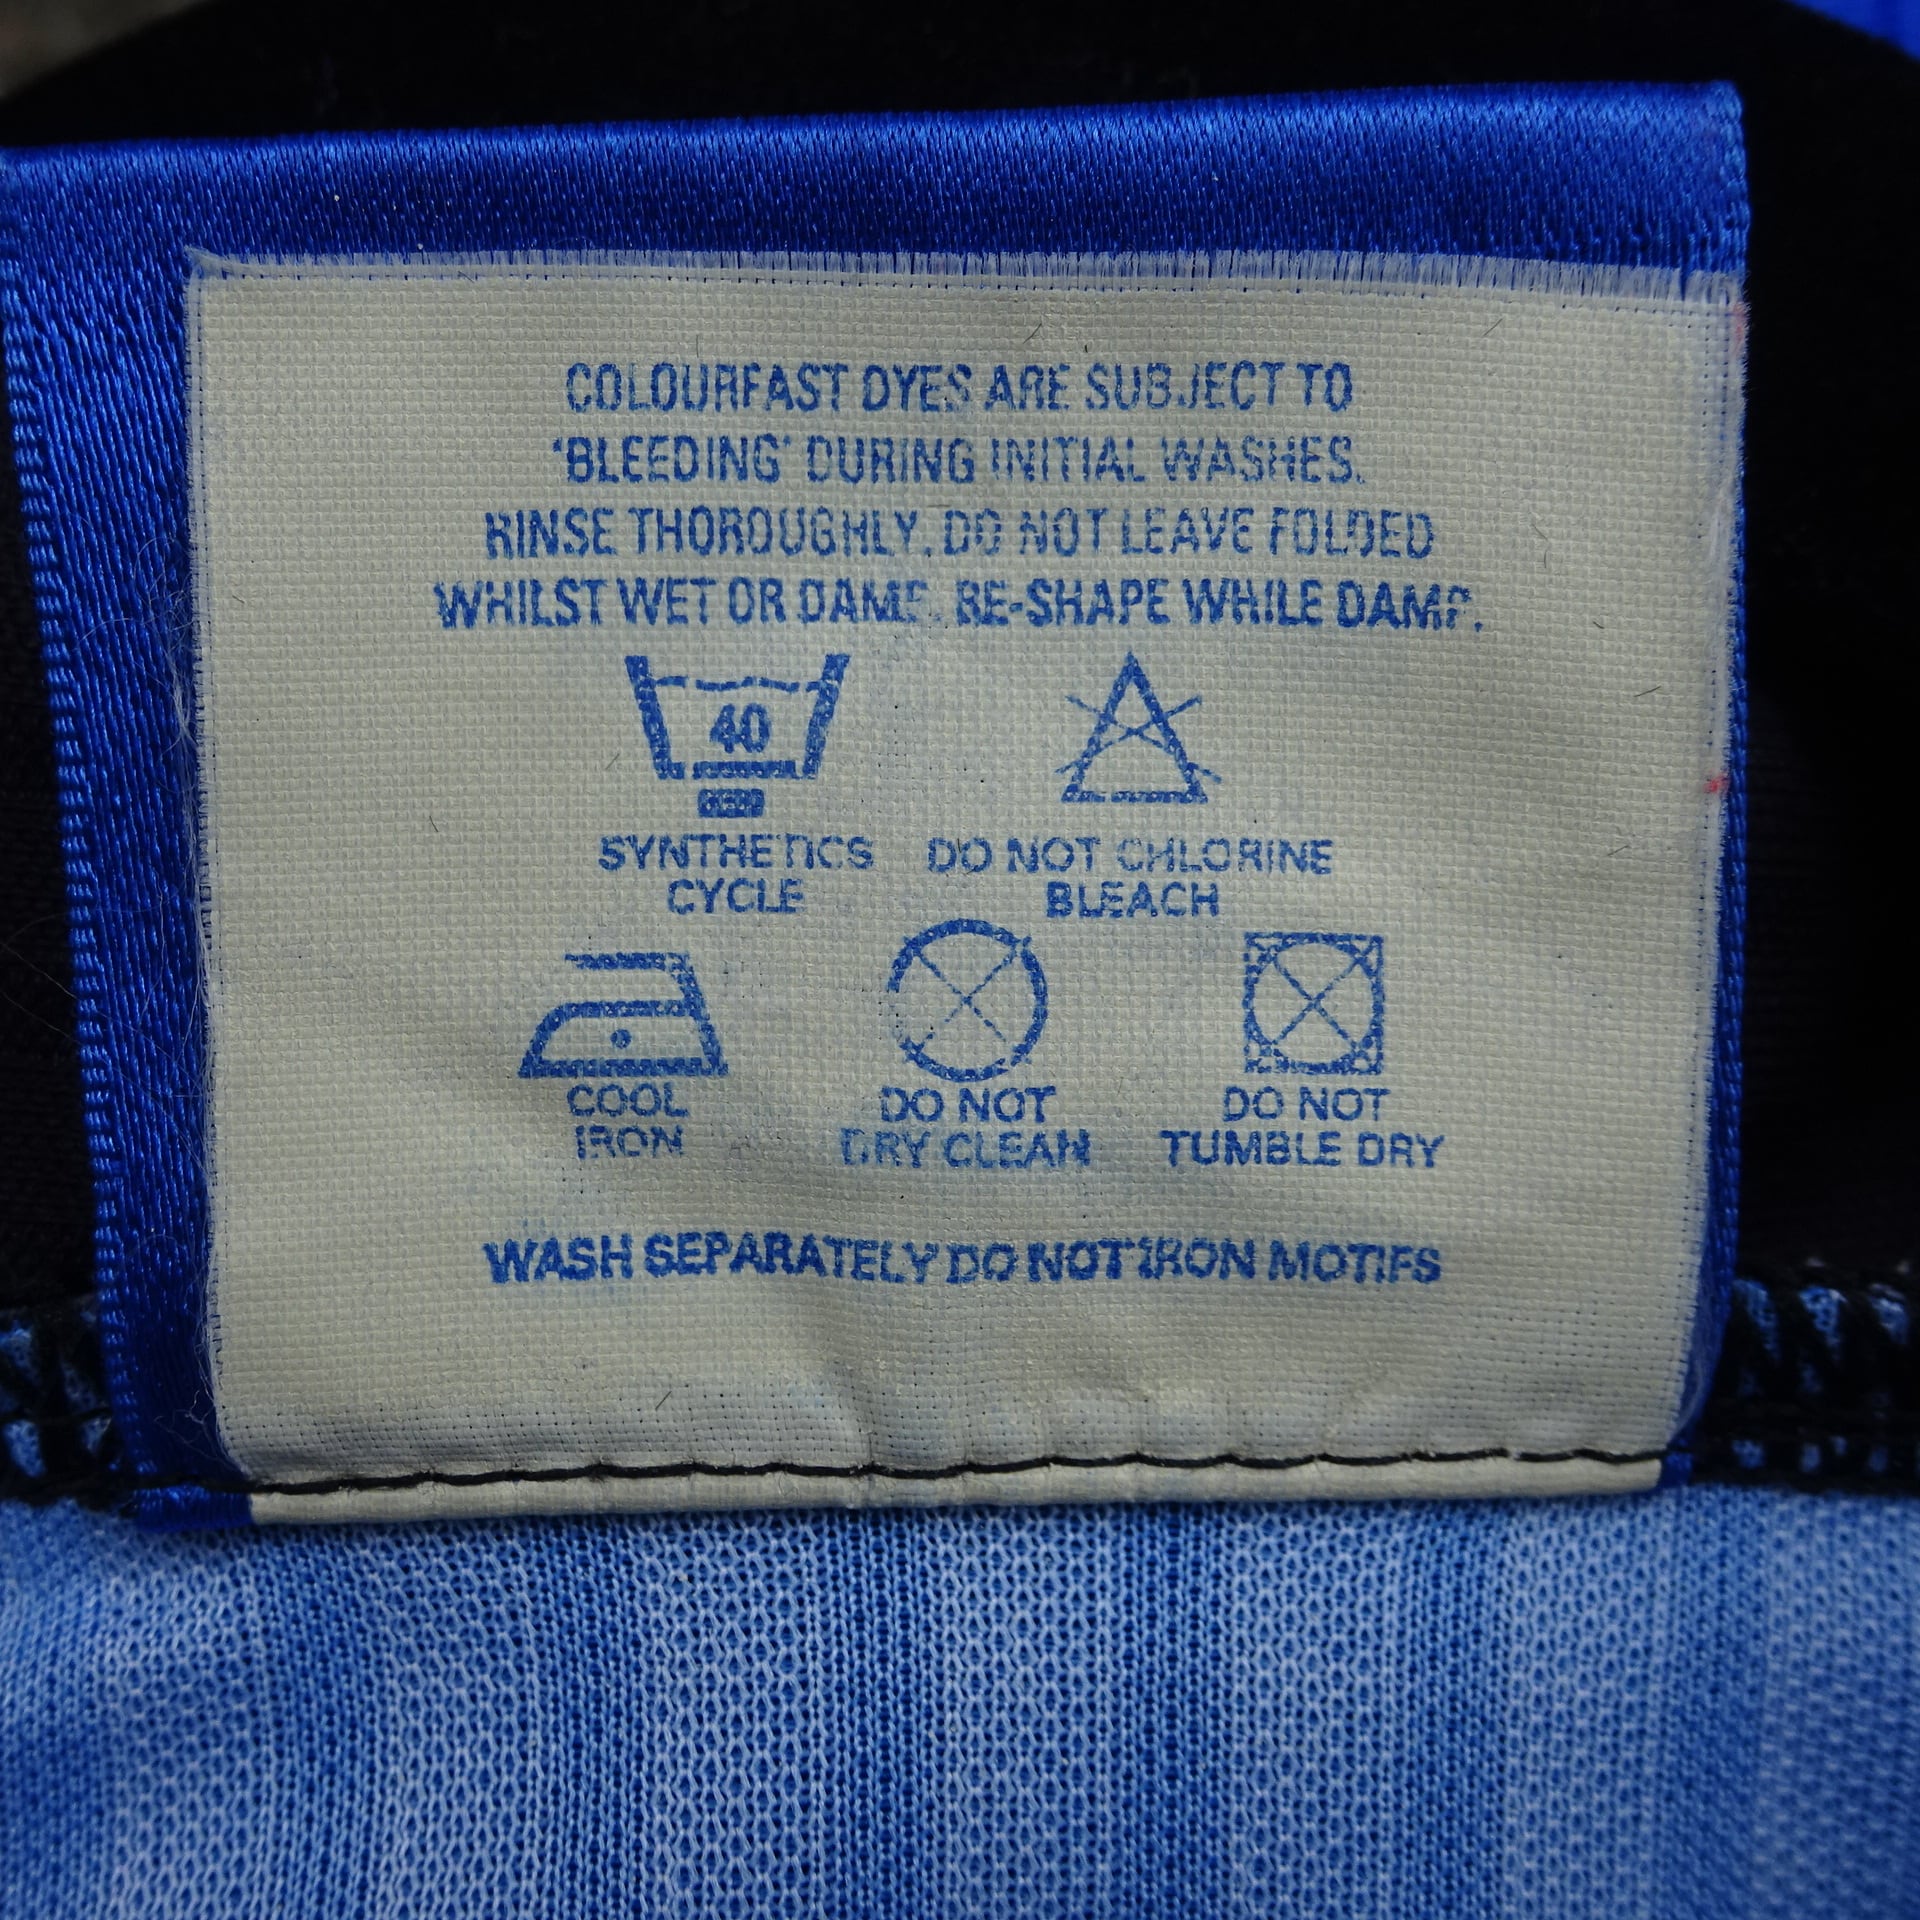 COLOURFAST DYES ARE SUBJECT TO
'BLEEDING' DURING INITIAL WASHES.
RINSE THOROUGHLY. DO NOT LEAVE FOLDED
WHILST WET OR DAMP. RE-SHAPE WHILE DAMP.
40
SYNTHETICS DO NOT CHLORINE
CYCLE BLEACH
COOL DO NOT DO NOT
IRON DRY CLEAN TUMBLE DRY
WASH SEPARATELY DO NOT IRON MOTIFS